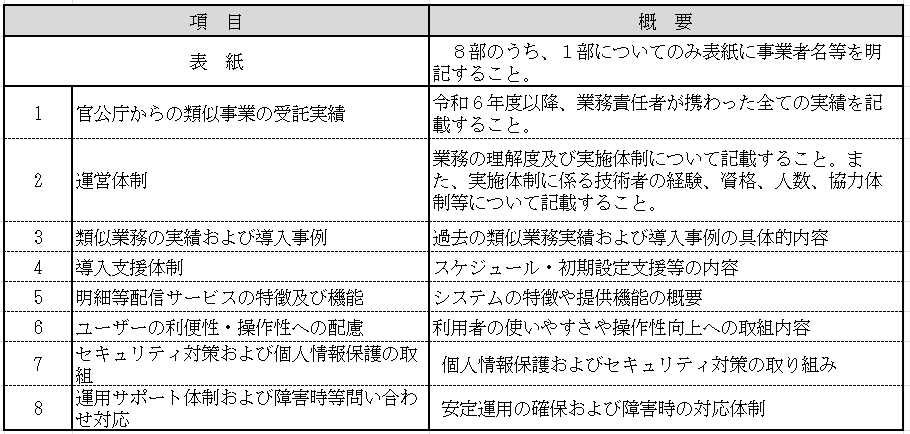 項　目
概　要
表　紙
８部のうち、１部についてのみ表紙に事業者名等を明
記すること。
1
官公庁からの類似事業の受託実績
令和６年度以降、業務責任者が携わった全ての実績を記
載すること。
2
運営体制
業務の理解度及び実施体制について記載すること。ま
た、実施体制に係る技術者の経験、資格、人数、協力体
制等について記載すること。
3
類似業務の実績および導入事例
過去の類似業務実績および導入事例の具体的内容
4
導入支援体制
スケジュール・初期設定支援等の内容
5
明細等配信サービスの特徴及び機能
システムの特徴や提供機能の概要
6
ユーザーの利便性・操作性への配慮
利用者の使いやすさや操作性向上への取組内容
7
セキュリティ対策および個人情報保護の取
組
個人情報保護およびセキュリティ対策の取り組み
8
運用サポート体制および障害時等問い合わ
せ対応
安定運用の確保および障害時の対応体制